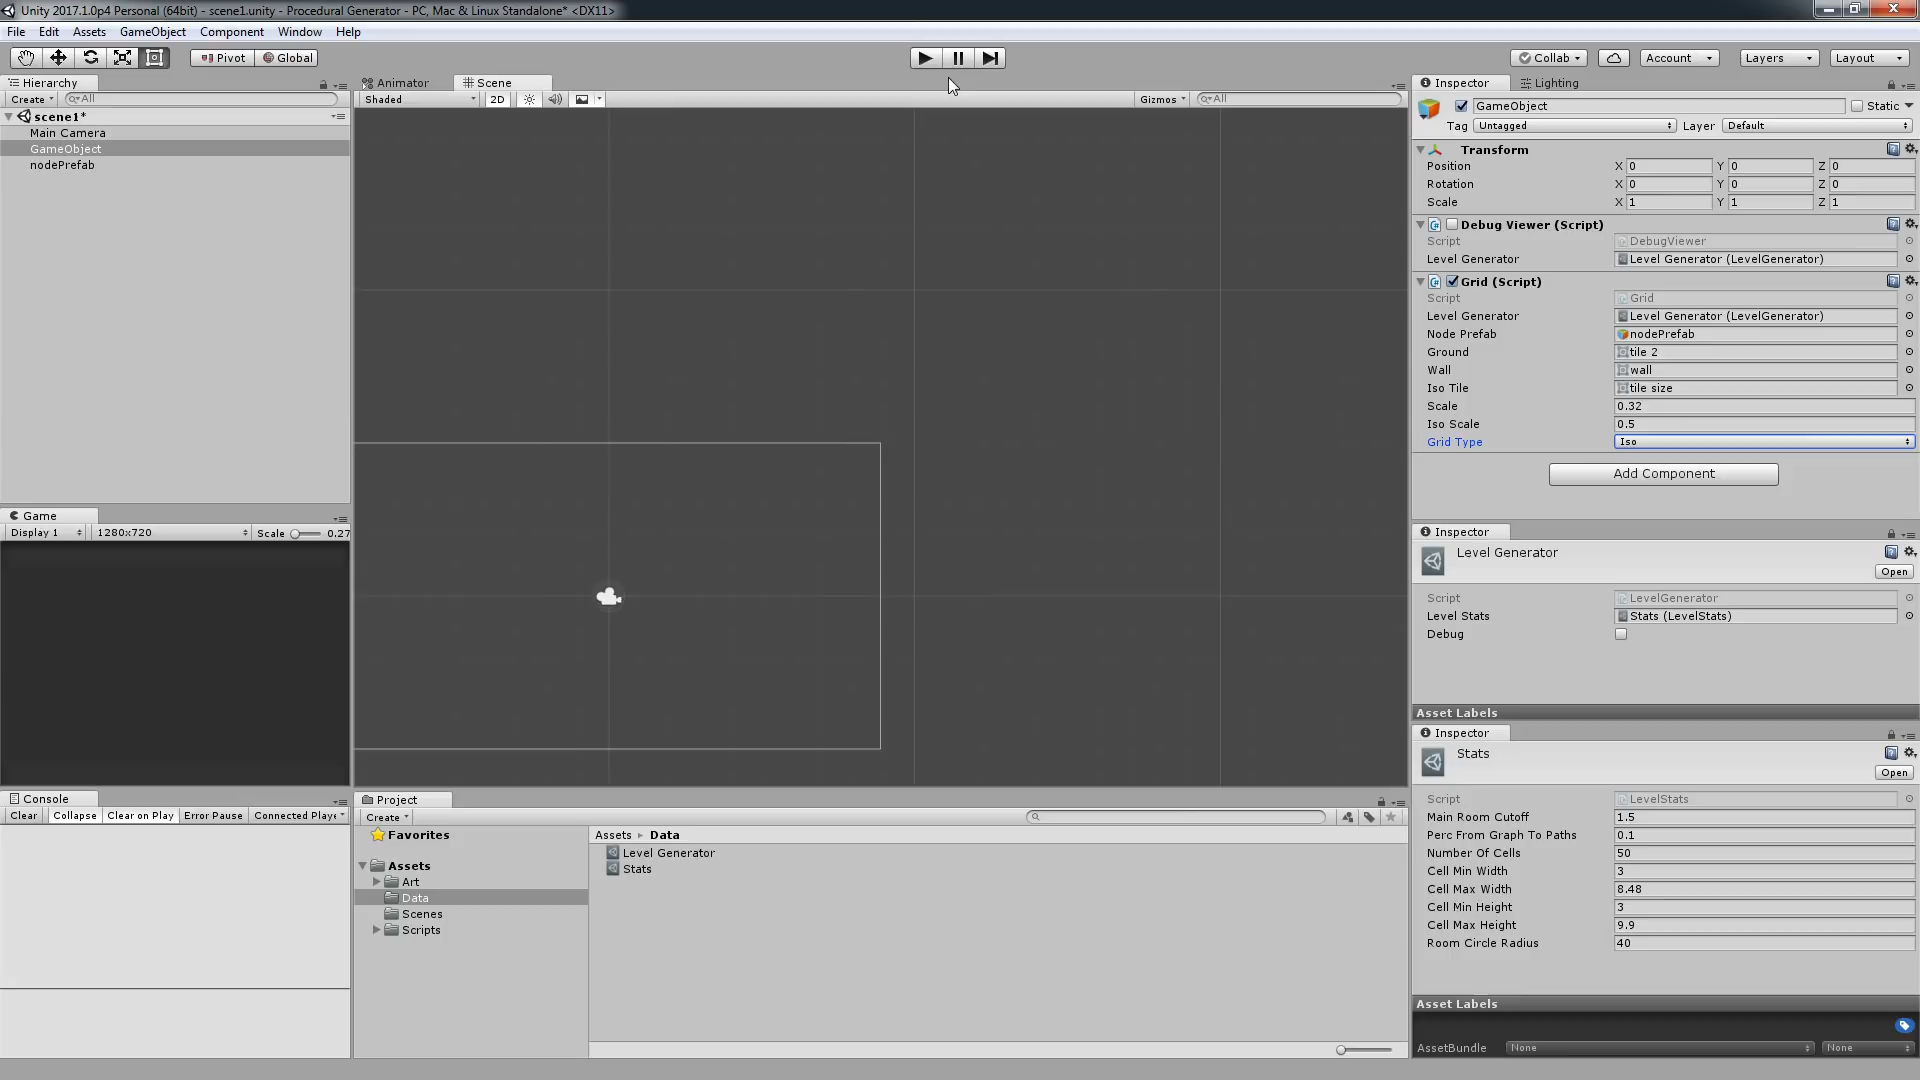 Unity 2017.1.0p4 Personal (64bit) - scene1.unity - Procedural Generator - PC, Mac & Linux Standalone* <DX11>
File Edit Assets GameObject Component Window Help
Pivot Global Collab Account Layers Layout
Hierarchy
Create All
scene1*
Main Camera
GameObject
nodePrefab
Animator Scene
Shaded 2D Gizmos All
Game
Display 1 1280x720 Scale 0.27
Console
Clear Collapse Clear on Play Error Pause Connected Playe
Project
Create
Favorites
Assets
Art
Data
Scenes
Scripts
Assets Data
Level Generator
Stats
Inspector Lighting
GameObject Static
Tag Untagged Layer Default
Transform
Position X 0 Y 0 Z 0
Rotation X 0 Y 0 Z 0
Scale X 1 Y 1 Z 1
Debug Viewer (Script)
Script DebugViewer
Level Generator Level Generator (LevelGenerator)
Grid (Script)
Script Grid
Level Generator Level Generator (LevelGenerator)
Node Prefab nodePrefab
Ground tile 2
Wall wall
Iso Tile tile size
Scale 0.32
Iso Scale 0.5
Grid Type Iso
Add Component
Inspector
Level Generator
Open
Script LevelGenerator
Level Stats Stats (LevelStats)
Debug
Asset Labels
Inspector
Stats
Open
Script LevelStats
Main Room Cutoff 1.5
Perc From Graph To Paths 0.1
Number Of Cells 50
Cell Min Width 3
Cell Max Width 8.48
Cell Min Height 3
Cell Max Height 9.9
Room Circle Radius 40
Asset Labels
AssetBundle None None